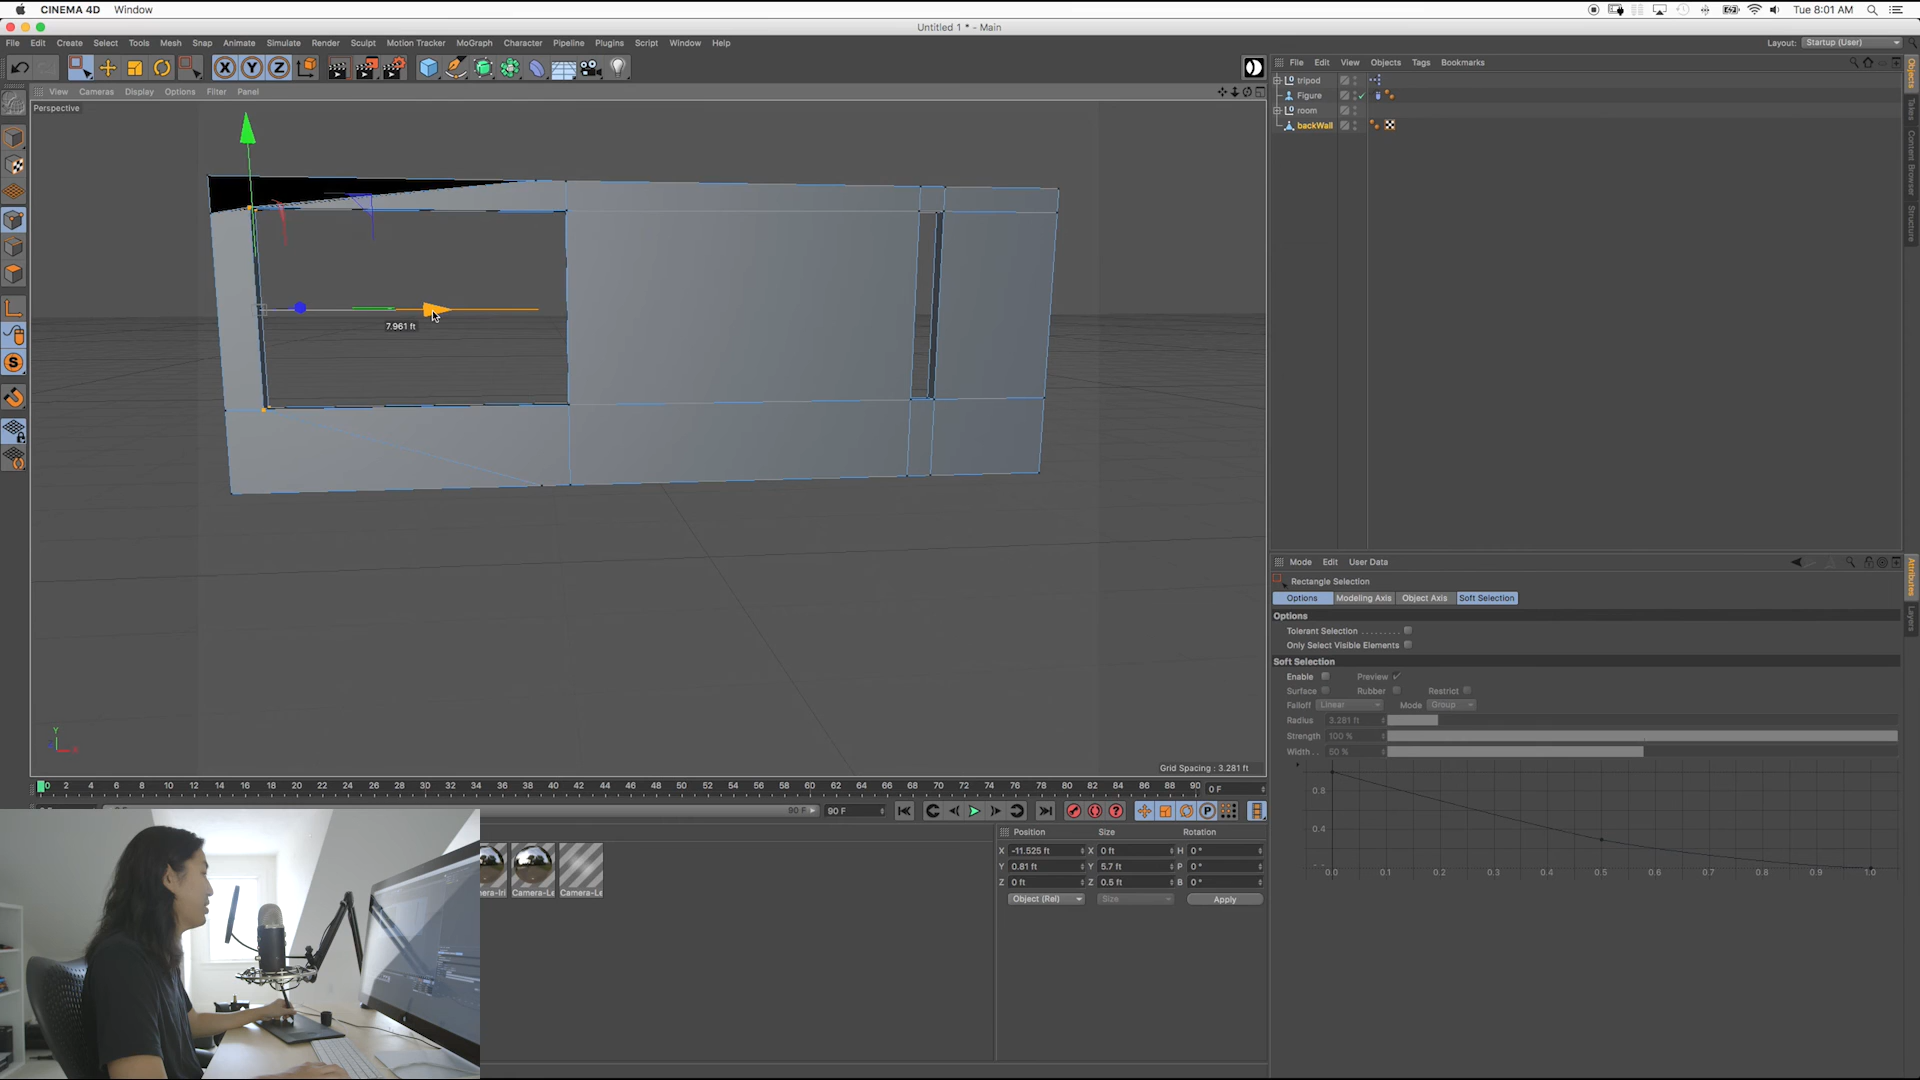 CINEMA 4D Window
Tue 8:01 AM
Untitled 1 * - Main
File Edit Create Select Tools Mesh Snap Animate Simulate Render Sculpt Motion Tracker MoGraph Character Pipeline Plugins Script Window Help
Layout: Startup (User)
X Y Z
File Edit View Objects Tags Bookmarks
tripod
Figure
room
backWall
Objects
Takes
Content Browser
Structure
View Cameras Display Options Filter Panel
Perspective
7.961 ft
S
Y
Grid Spacing : 3.281 ft
Mode Edit User Data
Rectangle Selection
Options Modeling Axis Object Axis Soft Selection
Options
Tolerant Selection
Only Select Visible Elements
Soft Selection
Enable Preview
Surface Rubber Restrict
Falloff Linear Mode Group
Radius 3.281 ft
Strength 100 %
Width . . 50 %
0.8
0.4
0.0 0.1 0.2 0.3 0.4 0.5 0.6 0.7 0.8 0.9 1.0
Attributes
Layers
0 2 4 6 8 10 12 14 16 18 20 22 24 26 28 30 32 34 36 38 40 42 44 46 48 50 52 54 56 58 60 62 64 66 68 70 72 74 76 78 80 82 84 86 88 90
0 F
90 F 90 F
P
Position Size Rotation
X -11.525 ft X 0 ft H 0 °
Y 0.81 ft Y 5.7 ft P 0 °
Z 0 ft Z 0.5 ft B 0 °
Object (Rel) Size Apply
Camera-Le Camera-Le